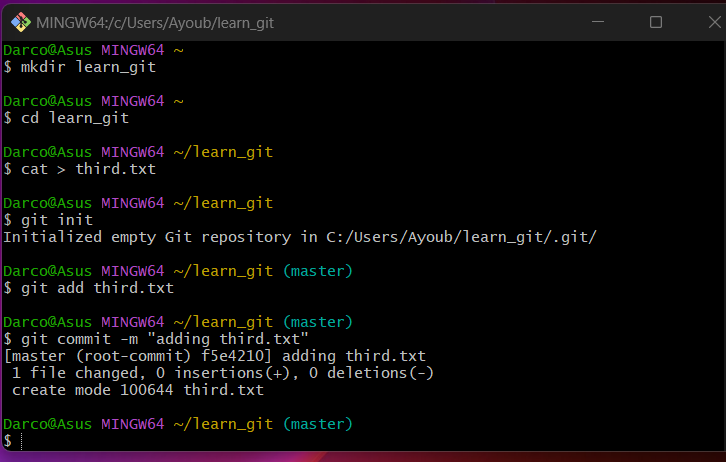 MINGW64:/c/Users/Ayoub/learn_git
Darco@Asus MINGW64 ~
$ mkdir learn_git
Darco@Asus MINGW64 ~
$ cd learn_git
Darco@Asus MINGW64 ~/learn_git
$ cat > third.txt
Darco@Asus MINGW64 ~/learn_git
$ git init
Initialized empty Git repository in C:/Users/Ayoub/learn_git/.git/
Darco@Asus MINGW64 ~/learn_git (master)
$ git add third.txt
Darco@Asus MINGW64 ~/learn_git (master)
$ git commit -m "adding third.txt"
[master (root-commit) f5e4210] adding third.txt
 1 file changed, 0 insertions(+), 0 deletions(-)
 create mode 100644 third.txt
Darco@Asus MINGW64 ~/learn_git (master)
$